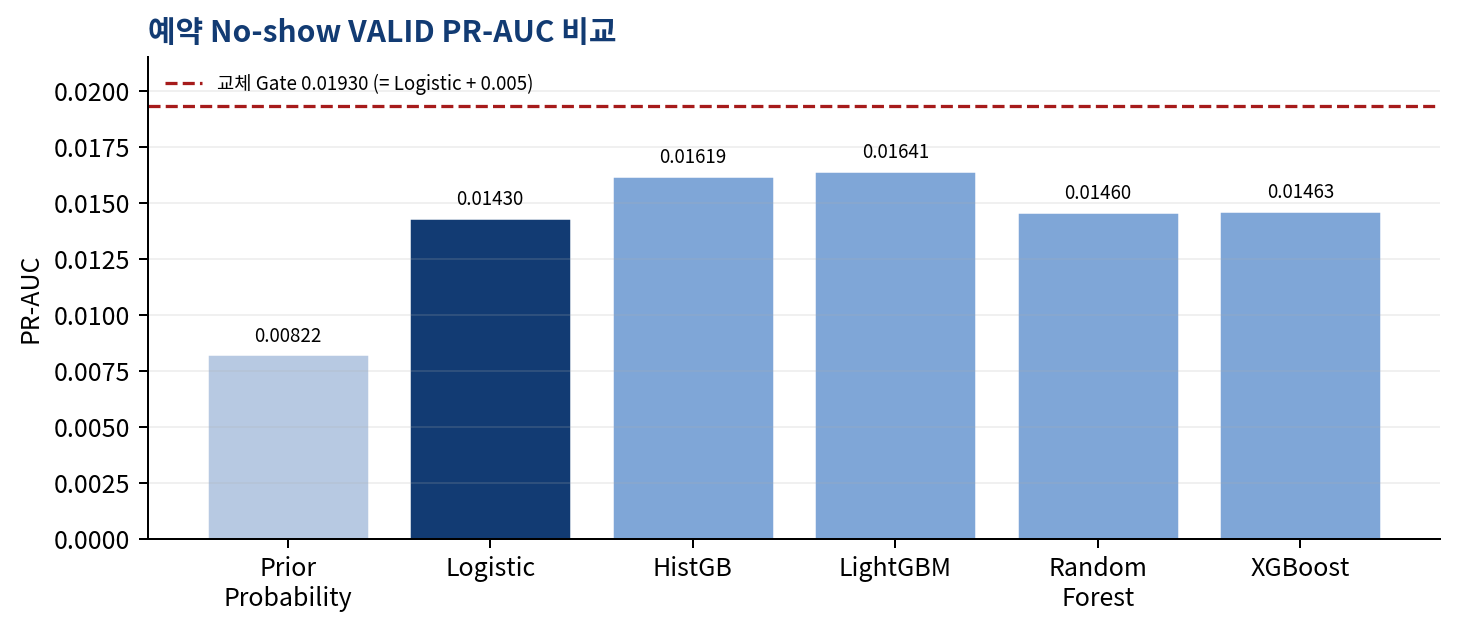 예약 No-show VALID PR-AUC 비교
교체 Gate 0.01930 (= Logistic + 0.005)
PR-AUC
0.0200
0.0175
0.0150
0.0125
0.0100
0.0075
0.0050
0.0025
0.0000
0.00822
0.01430
0.01619
0.01641
0.01460
0.01463
Prior
Probability
Logistic
HistGB
LightGBM
Random
Forest
XGBoost